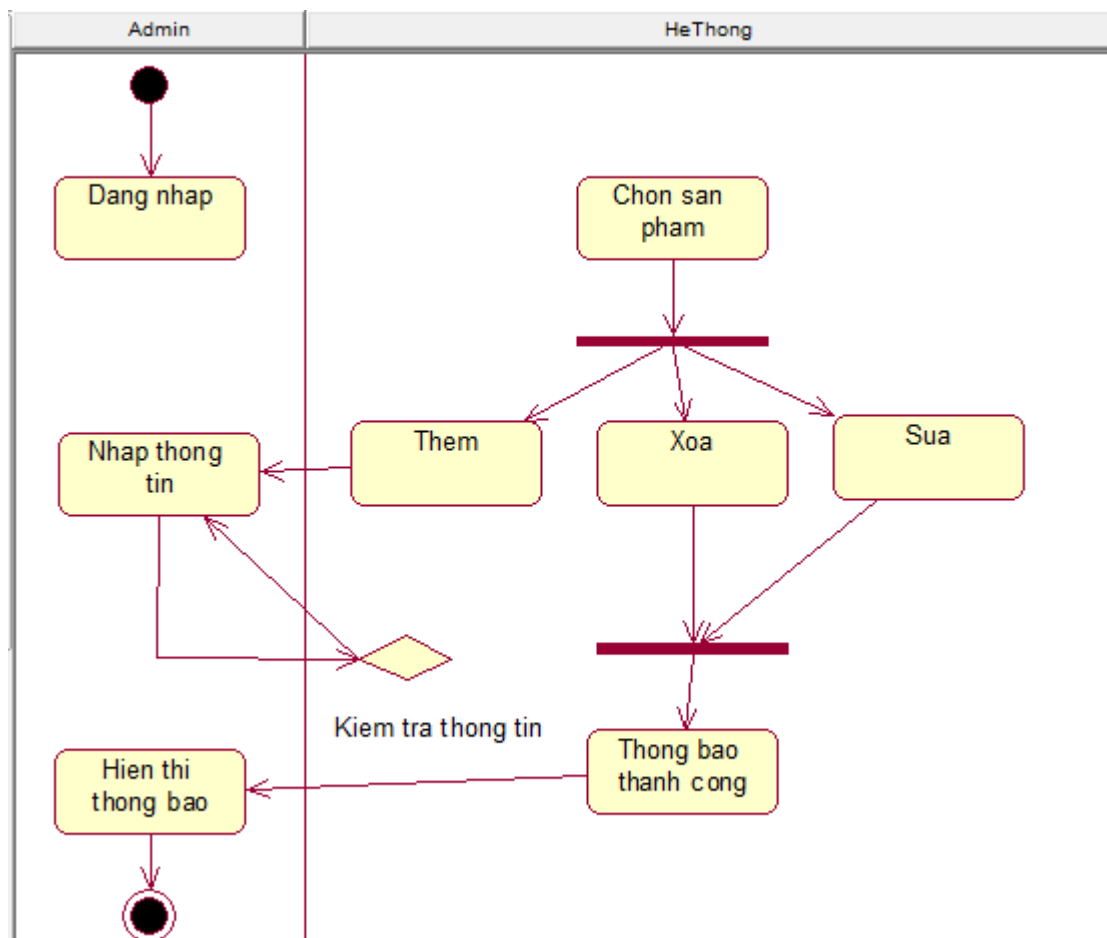 Admin
HeThong
Dang nhap
Chon san
pham
Nhap thong
tin
Them
Xoa
Sua
Kiem tra thong tin
Hien thi
thong bao
Thong bao
thanh cong